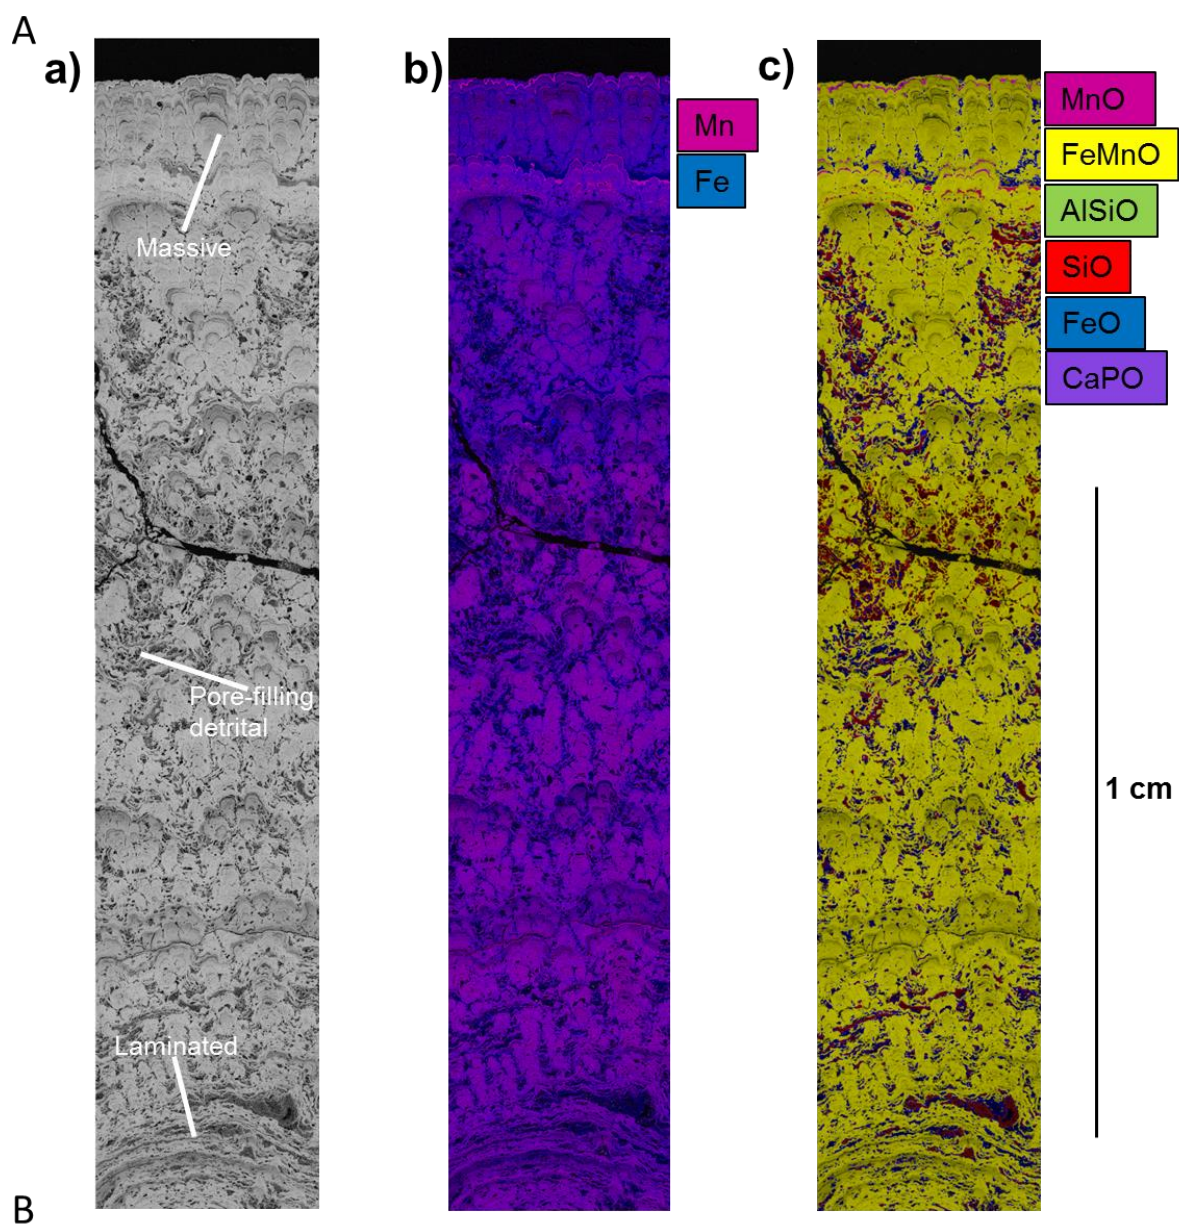 A
a)
b)
c)
Mn
Fe
MnO
FeMnO
AlSiO
SiO
FeO
CaPO
Massive
Pore-filling
detrital
1 cm
Laminated
B